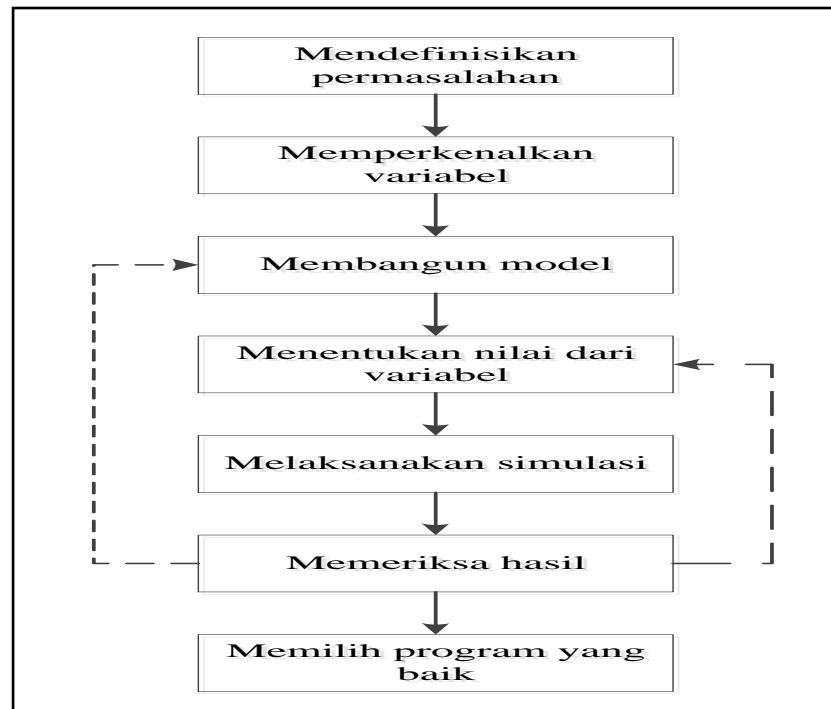 Mendefinisikan
permasalahan
Memperkenalkan
variabel
Membangun model
Menentukan nilai dari
variabel
Melaksanakan simulasi
Memeriksa hasil
Memilih program yang
baik